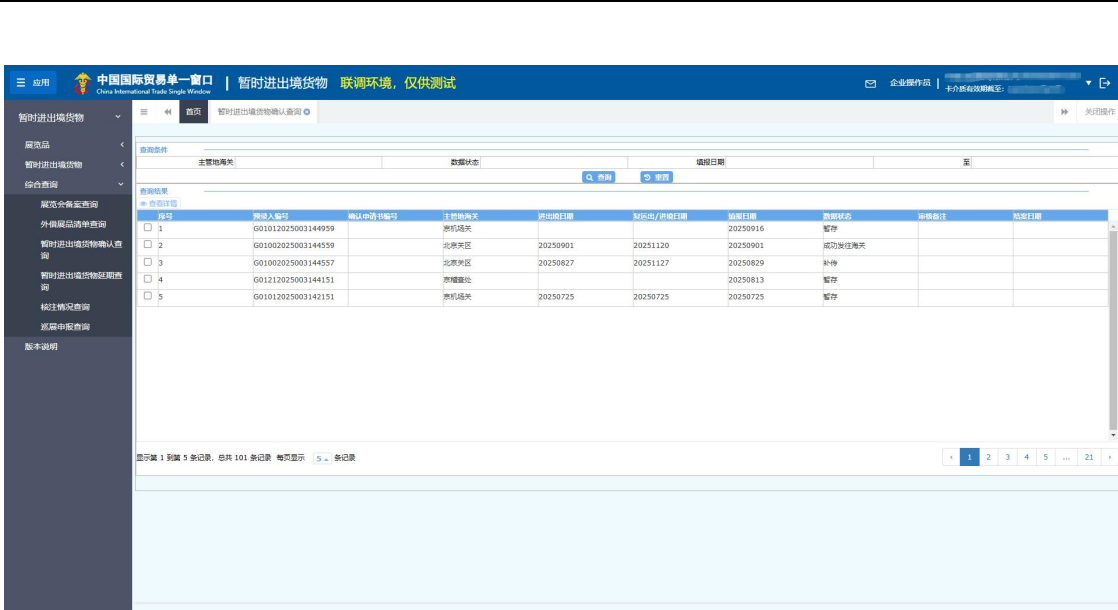 应用 中国国际贸易单一窗口 | 暂时进出境货物 联调环境，仅供测试 企业操作员 |
China International Trade Single Window 卡介质有效期截至:
暂时进出境货物 首页 暂时进出境货物确认查询 关闭操作
展览品
暂时进出境货物
综合查询
展览会备案查询
外借展品清单查询
暂时进出境货物确认查询
暂时进出境货物延期查询
核注情况查询
巡展申报查询
版本说明
查询条件
主管地海关 数据状态 填报日期 至
查询 重置
查询结果
查看详细
序号 预录入编号 确认申请书编号 主管地海关 进出境日期 复运出/进境日期 填报日期 数据状态 审核备注 结案日期
1 G01012025003144959 京机场关 20250916 暂存
2 G01002025003144559 北京关区 20250901 20251120 20250901 成功发往海关
3 G01002025003144557 北京关区 20250827 20251127 20250829 补传
4 G01212025003144151 京稽查处 20250813 暂存
5 G01012025003142151 京机场关 20250725 20250725 20250725 暂存
显示第 1 到第 5 条记录，总共 101 条记录 每页显示 5 条记录
‹ 1 2 3 4 5 ... 21 ›